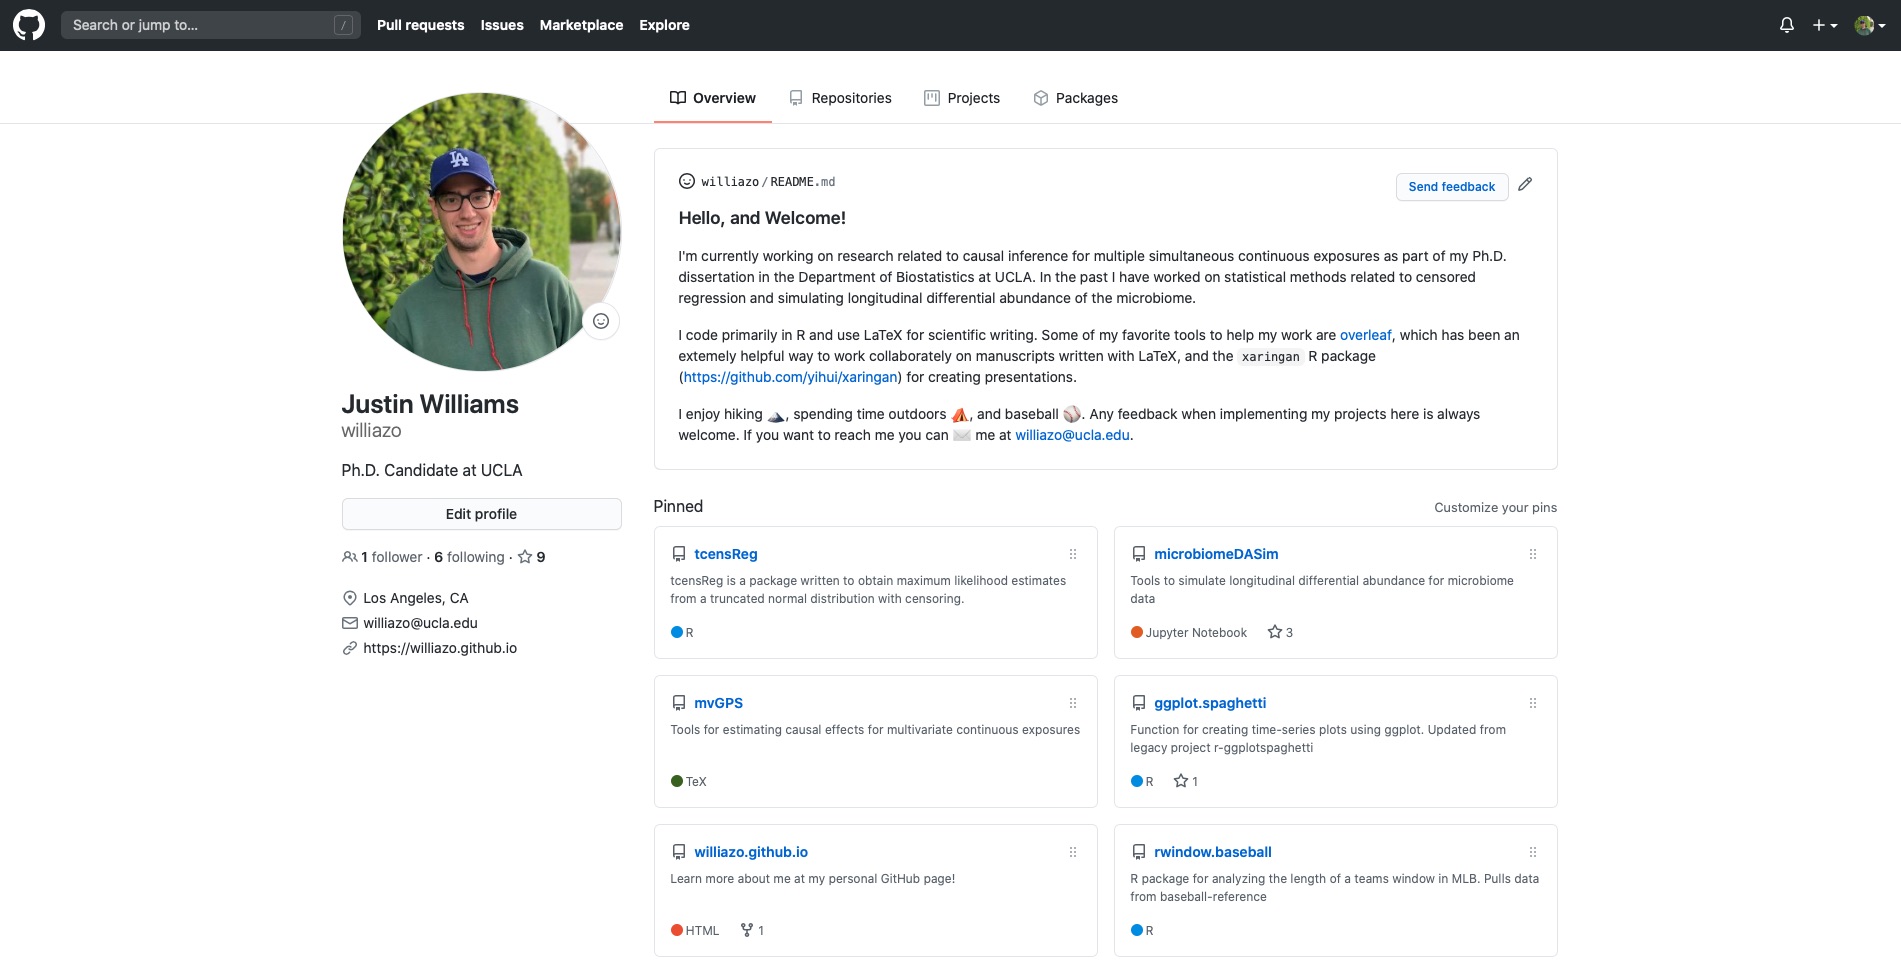 Search or jump to... /
Pull requests
Issues
Marketplace
Explore
Overview
Repositories
Projects
Packages
LA
Justin Williams
williazo
Ph.D. Candidate at UCLA
Edit profile
1 follower · 6 following · 9
Los Angeles, CA
williazo@ucla.edu
https://williazo.github.io
williazo/README.md
Send feedback
Hello, and Welcome!
I'm currently working on research related to causal inference for multiple simultaneous continuous exposures as part of my Ph.D.
dissertation in the Department of Biostatistics at UCLA. In the past I have worked on statistical methods related to censored
regression and simulating longitudinal differential abundance of the microbiome.
I code primarily in R and use LaTeX for scientific writing. Some of my favorite tools to help my work are overleaf, which has been an
extemely helpful way to work collaborately on manuscripts written with LaTeX, and the xaringan R package
(https://github.com/yihui/xaringan) for creating presentations.
I enjoy hiking 🏔, spending time outdoors ⛺, and baseball ⚾. Any feedback when implementing my projects here is always
welcome. If you want to reach me you can ✉ me at williazo@ucla.edu.
Pinned
Customize your pins
tcensReg
tcensReg is a package written to obtain maximum likelihood estimates
from a truncated normal distribution with censoring.
R
microbiomeDASim
Tools to simulate longitudinal differential abundance for microbiome
data
Jupyter Notebook 3
mvGPS
Tools for estimating causal effects for multivariate continuous exposures
TeX
ggplot.spaghetti
Function for creating time-series plots using ggplot. Updated from
legacy project r-ggplotspaghetti
R 1
williazo.github.io
Learn more about me at my personal GitHub page!
HTML 1
rwindow.baseball
R package for analyzing the length of a teams window in MLB. Pulls data
from baseball-reference
R